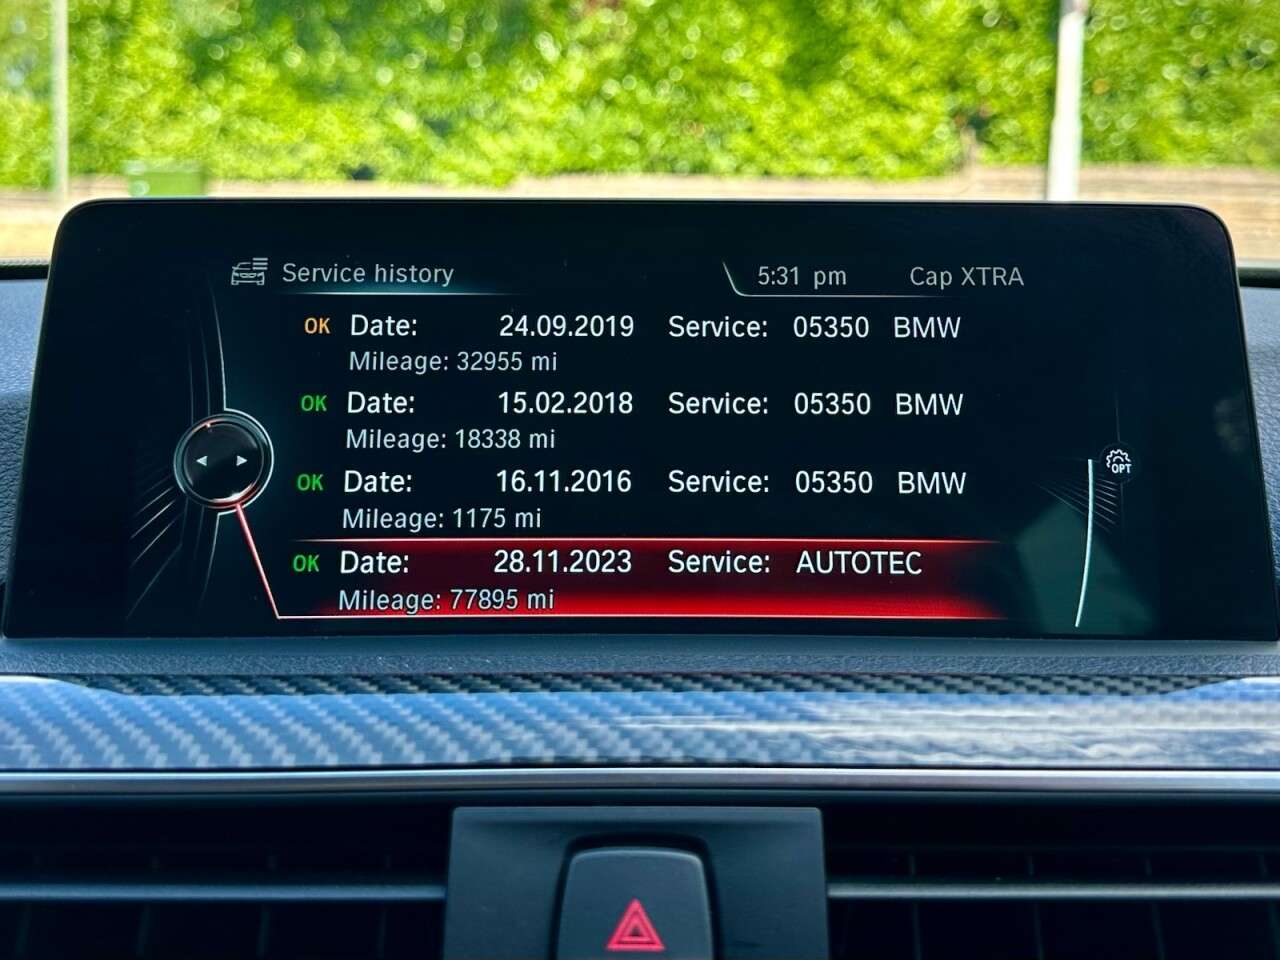 Service history
5:31 pm Cap XTRA
OK Date: 24.09.2019 Service: 05350 BMW
Mileage: 32955 mi
OK Date: 15.02.2018 Service: 05350 BMW
Mileage: 18338 mi
OK Date: 16.11.2016 Service: 05350 BMW
Mileage: 1175 mi
OK Date: 28.11.2023 Service: AUTOTEC
Mileage: 77895 mi
OPT